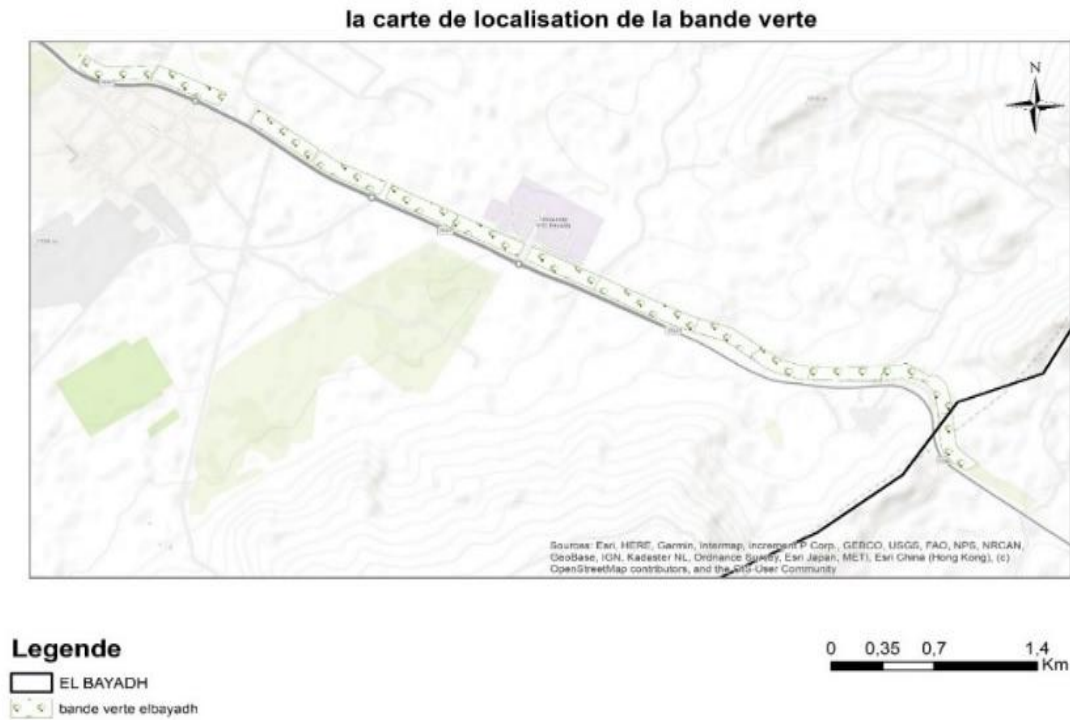 la carte de localisation de la bande verte
N
Sources: Esri, HERE, Garmin, Intermap, increment P Corp., GEBCO, USGS, FAO, NPS, NRCAN,
GeoBase, IGN, Kadaster NL, Ordnance Survey, Esri Japan, METI, Esri China (Hong Kong), (c)
OpenStreetMap contributors, and the GIS User Community
Legende
EL BAYADH
bande verte elbayadh
0 0,35 0,7 1,4
Km